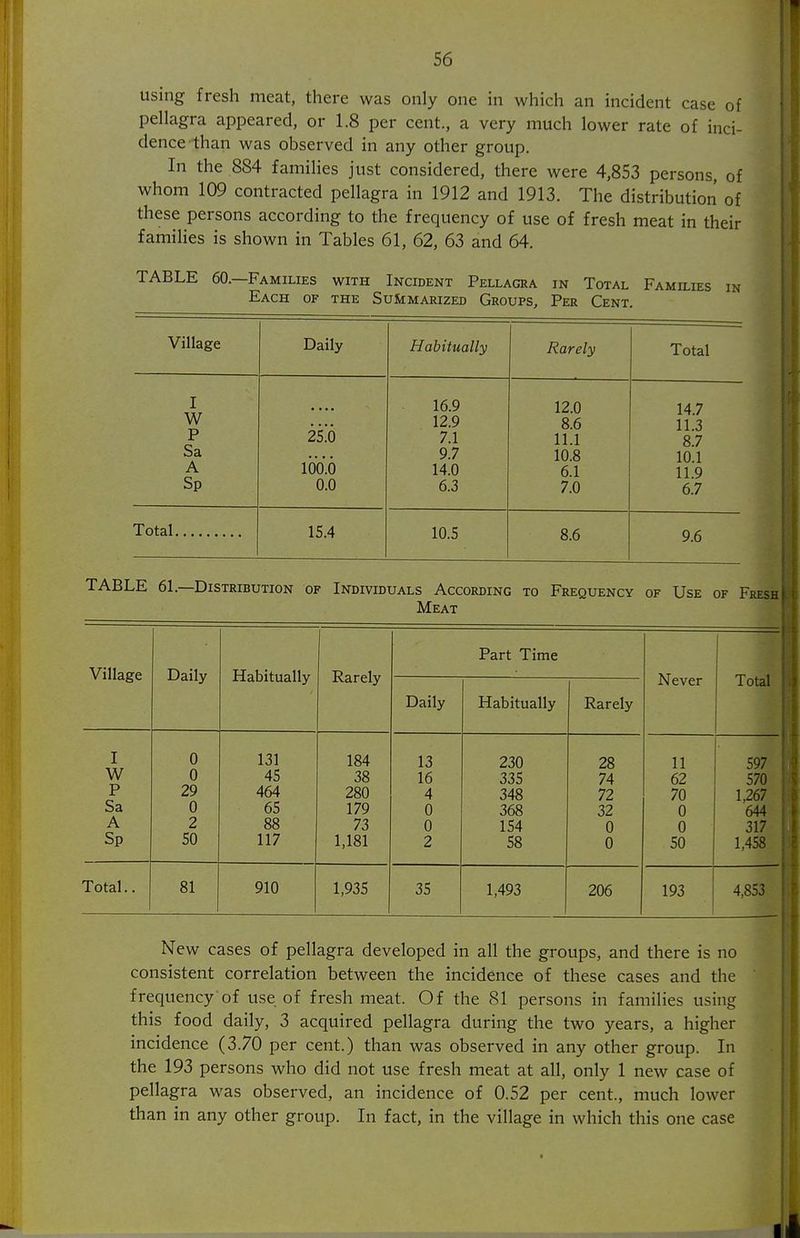 56
using fresh meat, there was only one in which an incident case of
pellagra appeared, or 1.8 per cent., a very much lower rate of inci-
dence than was observed in any other group.
In the 884 families just considered, there were 4,853 persons, of
whom 109 contracted pellagra in 1912 and 1913. The distribution of
these persons according to the frequency of use of fresh meat in their
families is shown in Tables 61, 62, 63 and 64.
TABLE 60.—Families with Incident Pellagra in Total Families in
Each of the Summarized Groups, Per Cent.
Village Daily Habitually Rarely Total
I .... 16.9 12.0 14.7
W .... 12.9 8.6 11.3
P 25.0 7.1 11.1 8.7
Sa .... 9.7 10.8 10.1
A 100.0 14.0 6.1 11.9
Sp 0.0 6.3 7.0 6.7
Total.......... 15.4 10.5 8.6 9.6
TABLE 61.—Distribution of Individuals According to Frequency of Use of Fresh
Meat
Village Daily Habitually Rarely Part Time Never Total
Daily Habitually Rarely
I 0 131 184 13 230 28 11 597
W 0 45 38 16 335 74 62 570
P 29 464 280 4 348 72 70 1,267
Sa 0 65 179 0 368 32 0 644
A 2 88 73 0 154 0 0 317
Sp 50 117 1,181 2 58 0 50 1,458
Total.. 81 910 1,935 35 1,493 206 193 4,853
New cases of pellagra developed in all the groups, and there is no
consistent correlation between the incidence of these cases and the
frequency of use of fresh meat. Of the 81 persons in families using
this food daily, 3 acquired pellagra during the two years, a higher
incidence (3.70 per cent.) than was observed in any other group. In
the 193 persons who did not use fresh meat at all, only 1 new case of
pellagra was observed, an incidence of 0.52 per cent., much lower
than in any other group. In fact, in the village in which this one case